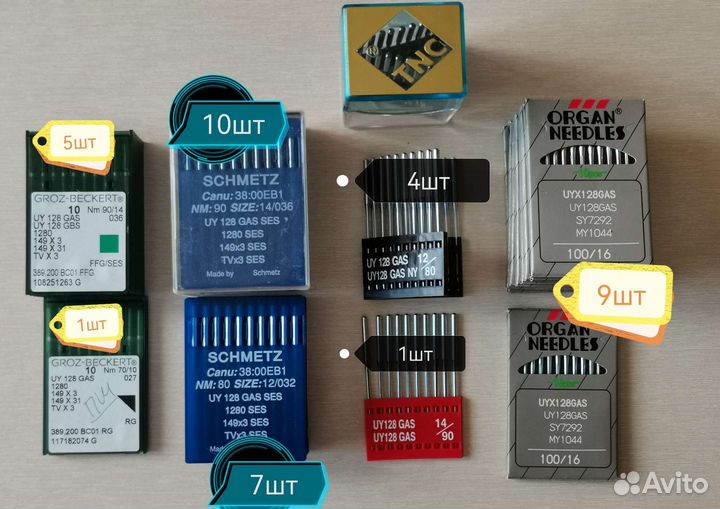 5шт
GROZ-BECKERT®
10 Nm 90/14
UY 128 GAS 036
UY 128 GBS
1280
149 X 3
149 X 31
TV X 3
FFG/SES
389.200 BC01 FFG
108251263 G
1шт
GROZ-BECKERT®
10 Nm 70/10
UY 128 GAS 027
1280
149 X 3
149 X 31
TV X 3
RG
389.200 BC01 RG
117182074 G
10шт
SCHMETZ
Canu: 38:00EB1
NM: 90 SIZE: 14/036
UY 128 GAS SES
1280 SES
149x3 SES
TVx3 SES
Made by Schmetz
SCHMETZ
Canu: 38:00EB1
NM: 80 SIZE: 12/032
UY 128 GAS SES
1280 SES
149x3 SES
TVx3 SES
Made
7шт
® TNC
4шт
UY 128 GAS 12
UY128 GAS NY 80
1шт
UY128 GAS 14
UY128 GAS 90
ORGAN®
NEEDLES
UYX128GAS
UY128GAS
SY7292
MY1044
100/16
9шт
ORGAN
NEEDLES
UYX128GAS
UY128GAS
SY7292
MY1044
100/16
Avito